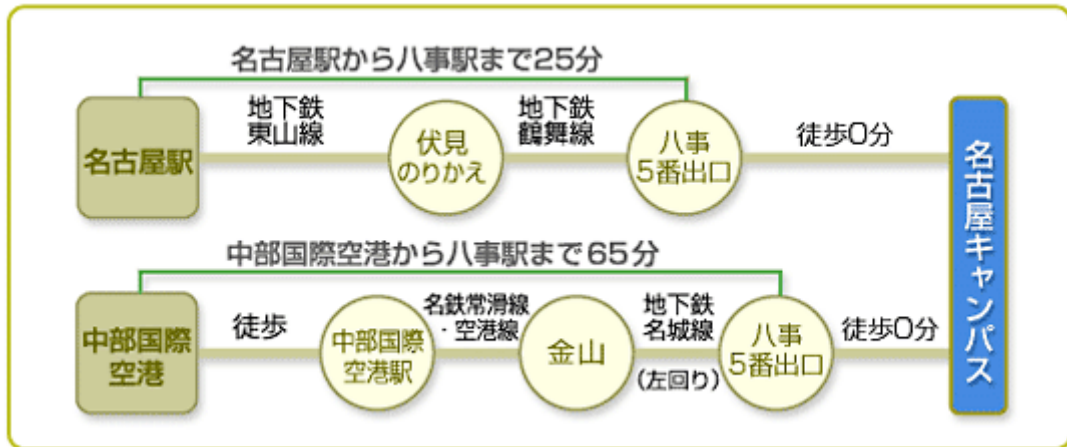 名古屋駅から八事駅まで25分
名古屋駅
地下鉄
東山線
伏見
のりかえ
地下鉄
鶴舞線
八事
5番出口
徒歩0分
中部国際空港から八事駅まで65分
中部国際
空港
徒歩
中部国際
空港駅
名鉄常滑線
・空港線
金山
地下鉄
名城線
(左回り)
八事
5番出口
徒歩0分
名古屋キャンパス